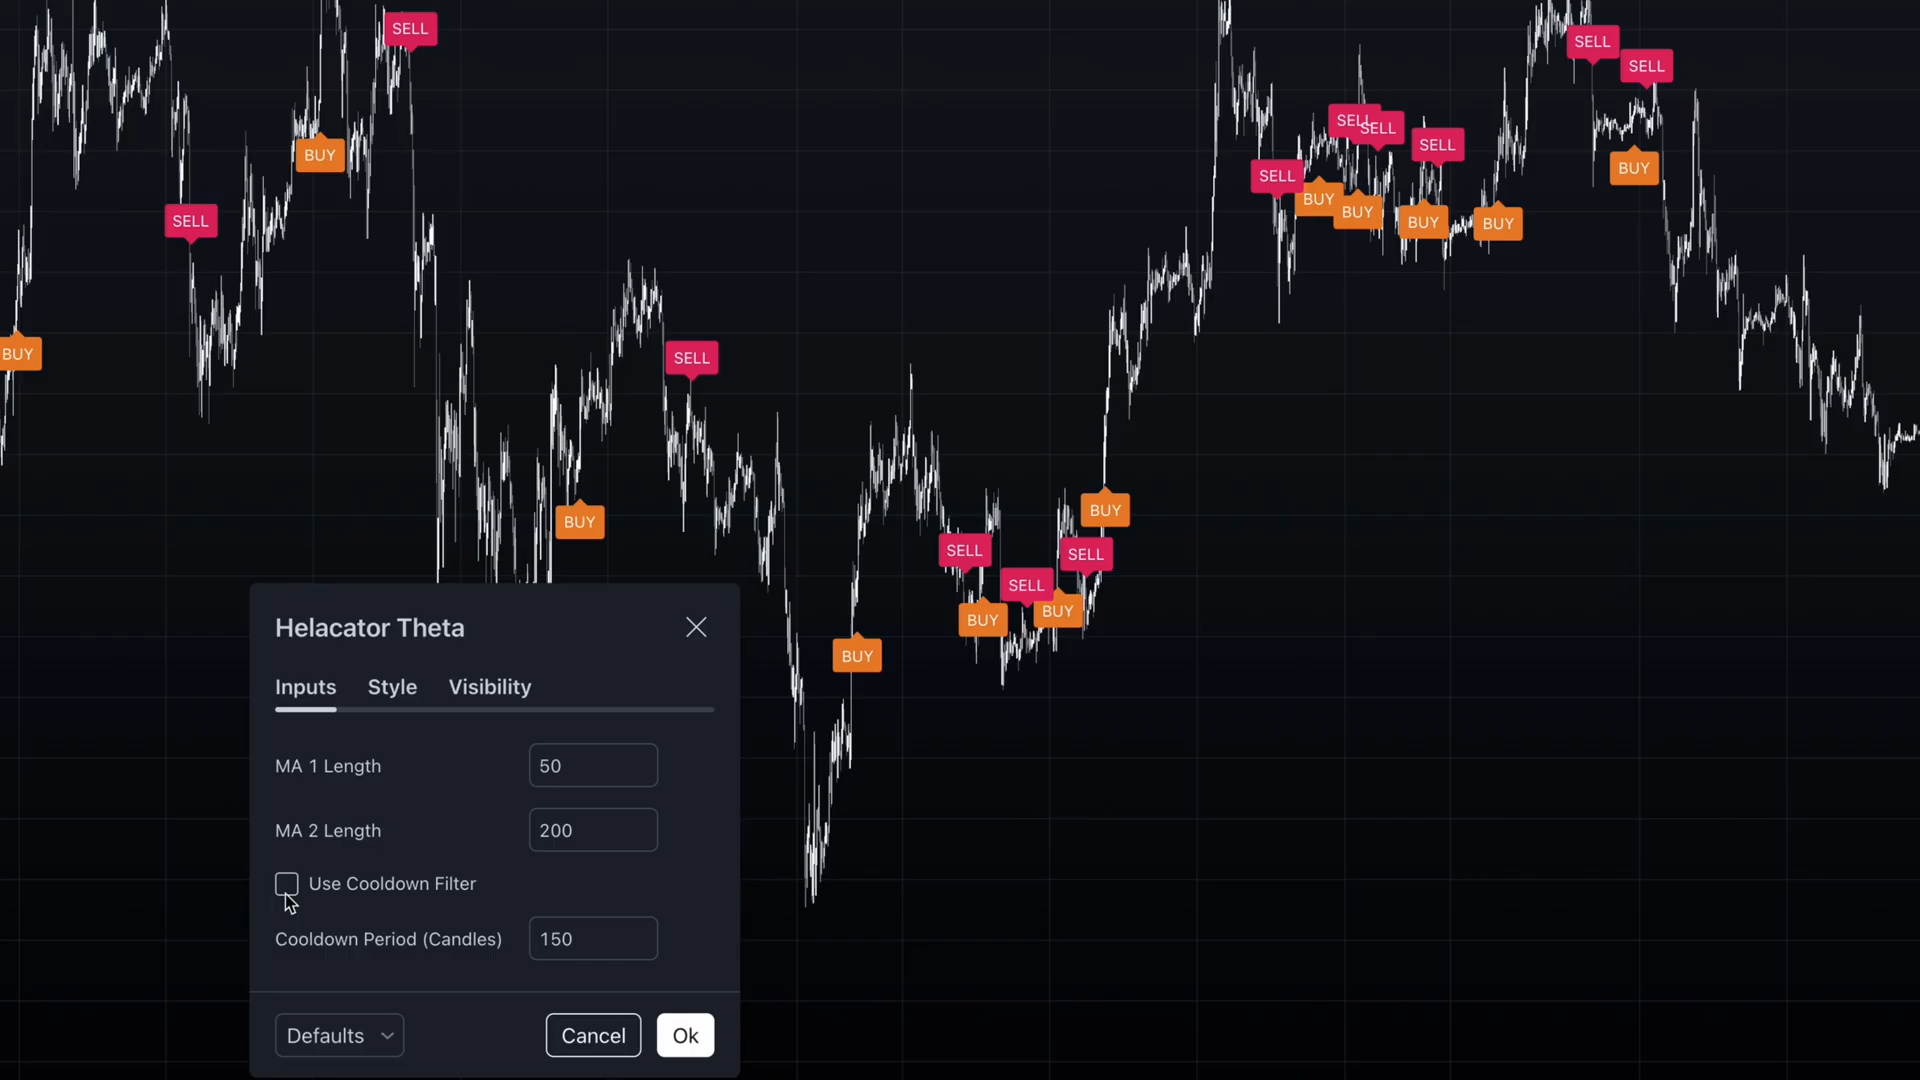 SELL
SELL
SELL
SELL
SELL
SELL
BUY
SELL
BUY
SELL
BUY
BUY
BUY
SELL
BUY
BUY
BUY
SELL
BUY
BUY
SELL
SELL
SELL
BUY
BUY
BUY
Helacator Theta
Inputs Style Visibility
MA 1 Length 50
MA 2 Length 200
Use Cooldown Filter
Cooldown Period (Candles) 150
Defaults Cancel Ok